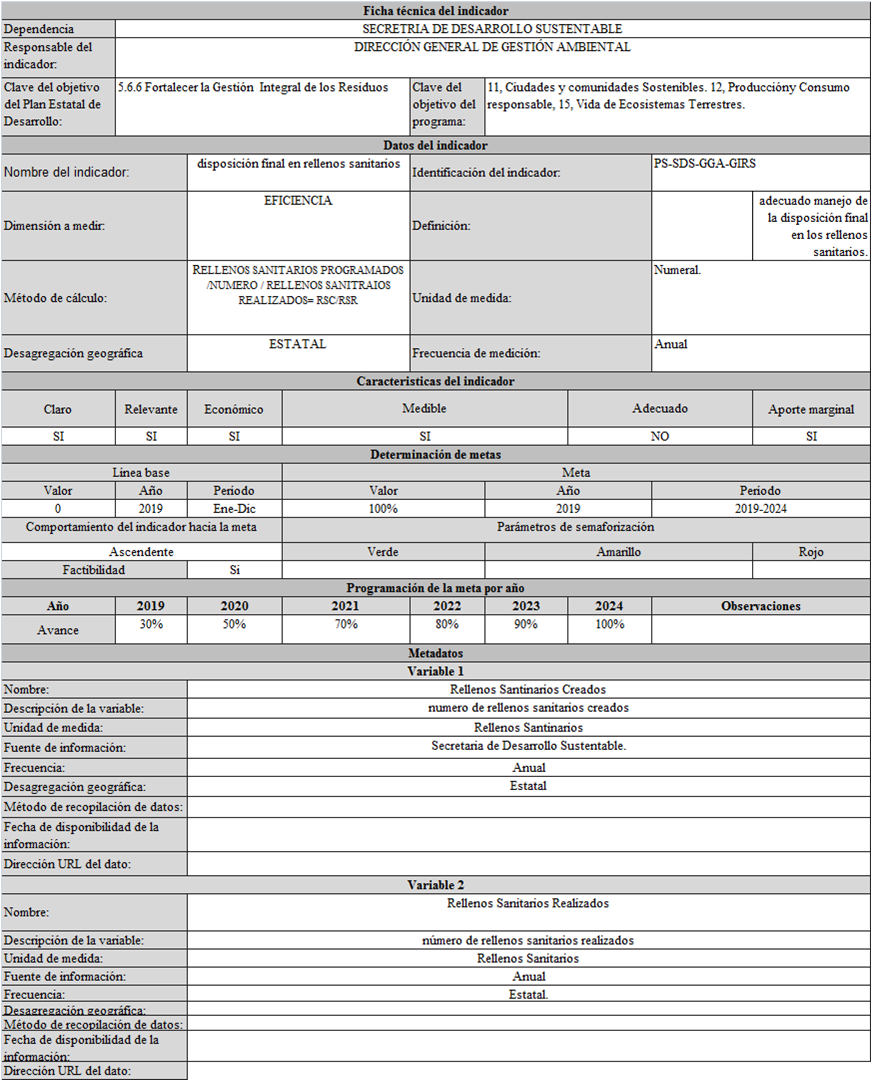 Ficha técnica del indicador
Dependencia SECRETRIA DE DESARROLLO SUSTENTABLE
Responsable del
indicador: DIRECCIÓN GENERAL DE GESTIÓN AMBIENTAL
Clave del objetivo
del Plan Estatal de
Desarrollo: 5.6.6 Fortalecer la Gestión Integral de los Residuos
Clave del
objetivo del
programa: 11, Ciudades y comunidades Sostenibles. 12, Produccióny Consumo
responsable, 15, Vida de Ecosistemas Terrestres.
Datos del indicador
Nombre del indicador: disposición final en rellenos sanitarios Identificación del indicador: PS-SDS-GGA-GIRS
Dimensión a medir: EFICIENCIA Definición: adecuado manejo de
la disposición final
en los rellenos
sanitarios.
Método de cálculo: RELLENOS SANITARIOS PROGRAMADOS
/NUMERO / RELLENOS SANITRAIOS
REALIZADOS= RSC/RSR
Unidad de medida: Numeral.
Desagregación geográfica ESTATAL Frecuencia de medición: Anual
Caracteristicas del indicador
Claro Relevante Económico Medible Adecuado Aporte marginal
SI SI SI SI NO SI
Determinación de metas
Linea base Meta
Valor Año Periodo Valor Año Periodo
0 2019 Ene-Dic 100% 2019 2019-2024
Comportamiento del indicador hacia la meta Parámetros de semaforización
Ascendente Verde Amarillo Rojo
Factibilidad Si
Programación de la meta por año
Año 2019 2020 2021 2022 2023 2024 Observaciones
Avance 30% 50% 70% 80% 90% 100%
Metadatos
Variable 1
Nombre: Rellenos Santinarios Creados
Descripción de la variable: numero de rellenos sanitarios creados
Unidad de medida: Rellenos Santinarios
Fuente de información: Secretaria de Desarrollo Sustentable.
Frecuencia: Anual
Desagregación geográfica: Estatal
Método de recopilación de datos:
Fecha de disponibilidad de la
información:
Dirección URL del dato:
Variable 2
Nombre: Rellenos Sanitarios Realizados
Descripción de la variable: número de rellenos sanitarios realizados
Unidad de medida: Rellenos Sanitarios
Fuente de información: Anual
Frecuencia: Estatal.
Desagregación geográfica:
Método de recopilación de datos:
Fecha de disponibilidad de la
información:
Dirección URL del dato: